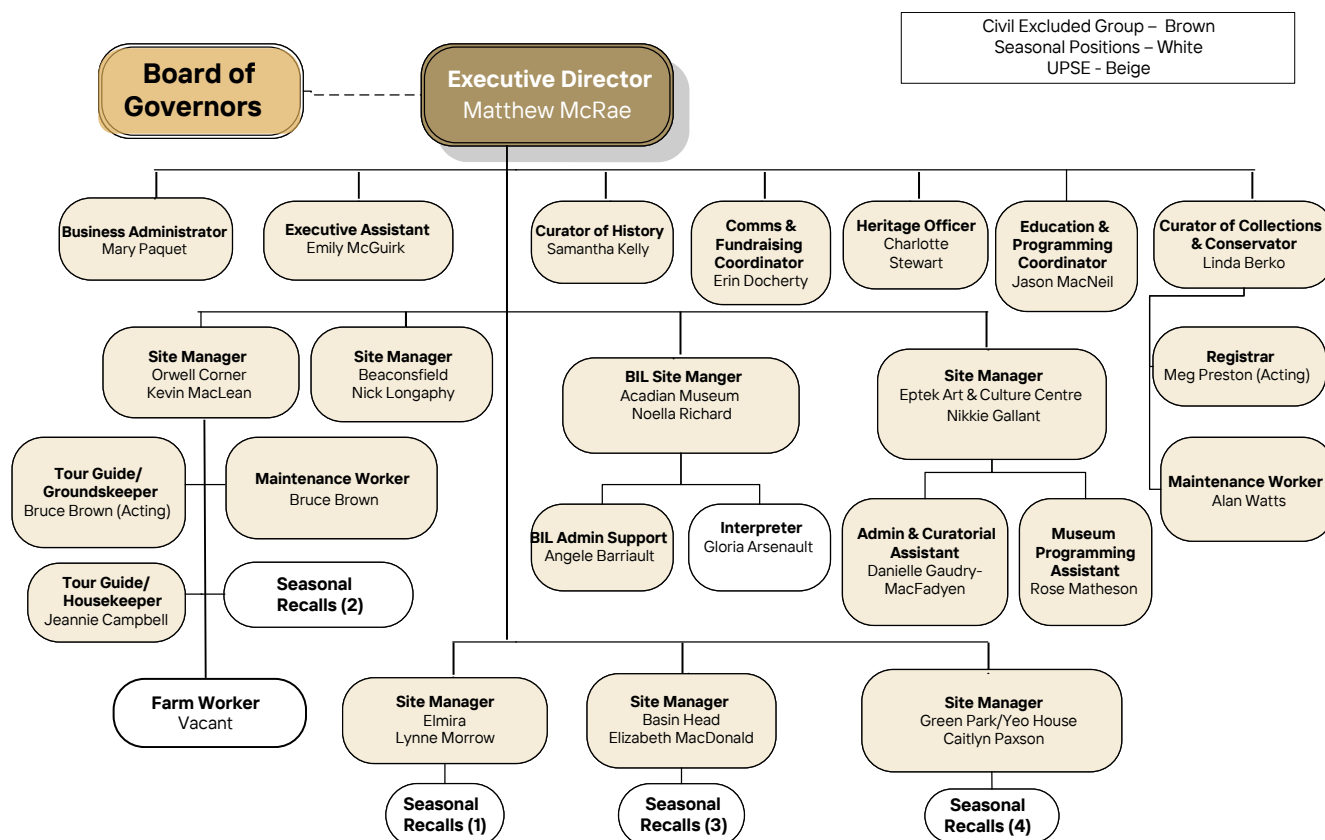 Civil Excluded Group – Brown
Seasonal Positions – White
UPSE - Beige
Board of
Governors
Executive Director
Matthew McRae
Business Administrator
Mary Paquet
Executive Assistant
Emily McGuirk
Curator of History
Samantha Kelly
Comms &
Fundraising
Coordinator
Erin Docherty
Heritage Officer
Charlotte
Stewart
Education &
Programming
Coordinator
Jason MacNeil
Curator of Collections
& Conservator
Linda Berko
Site Manager
Orwell Corner
Kevin MacLean
Site Manager
Beaconsfield
Nick Longaphy
BIL Site Manger
Acadian Museum
Noella Richard
Site Manager
Eptek Art & Culture Centre
Nikkie Gallant
Registrar
Meg Preston (Acting)
Tour Guide/
Groundskeeper
Bruce Brown (Acting)
Maintenance Worker
Bruce Brown
Maintenance Worker
Alan Watts
BIL Admin Support
Angele Barriault
Interpreter
Gloria Arsenault
Admin & Curatorial
Assistant
Danielle Gaudry-
MacFadyen
Museum
Programming
Assistant
Rose Matheson
Tour Guide/
Housekeeper
Jeannie Campbell
Seasonal
Recalls (2)
Farm Worker
Vacant
Site Manager
Elmira
Lynne Morrow
Site Manager
Basin Head
Elizabeth MacDonald
Site Manager
Green Park/Yeo House
Caitlyn Paxson
Seasonal
Recalls (1)
Seasonal
Recalls (3)
Seasonal
Recalls (4)